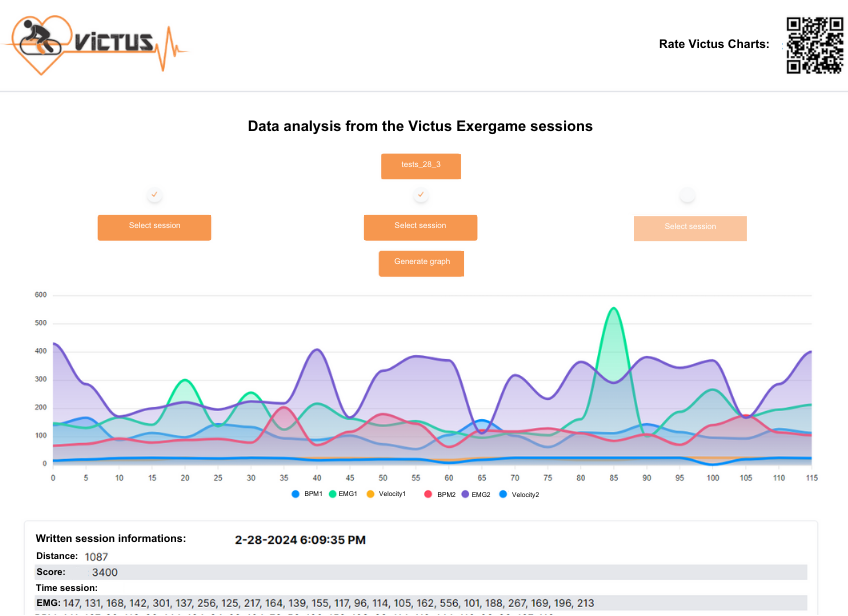 VICTUS
Rate Victus Charts:
Data analysis from the Victus Exergame sessions
tests_28_3
Select session
Select session
Select session
Generate graph
600
500
400
300
200
100
0
0 5 10 15 20 25 30 35 40 45 50 55 60 65 70 75 80 85 90 95 100 105 110 115
BPM1 EMG1 Velocity1 BPM2 EMG2 Velocity2
Written session informations: 2-28-2024 6:09:35 PM
Distance: 1087
Score: 3400
Time session:
EMG: 147, 131, 168, 142, 301, 137, 256, 125, 217, 164, 139, 155, 117, 96, 114, 105, 162, 556, 101, 188, 267, 169, 196, 213